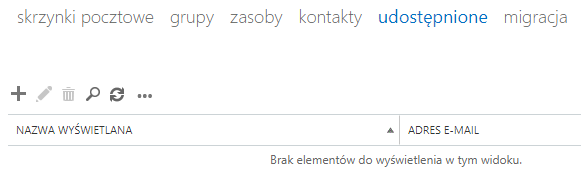 skrzynki pocztowe grupy zasoby kontakty udostępnione migracja
NAZWA WYŚWIETLANA ADRES E-MAIL
Brak elementów do wyświetlenia w tym widoku.